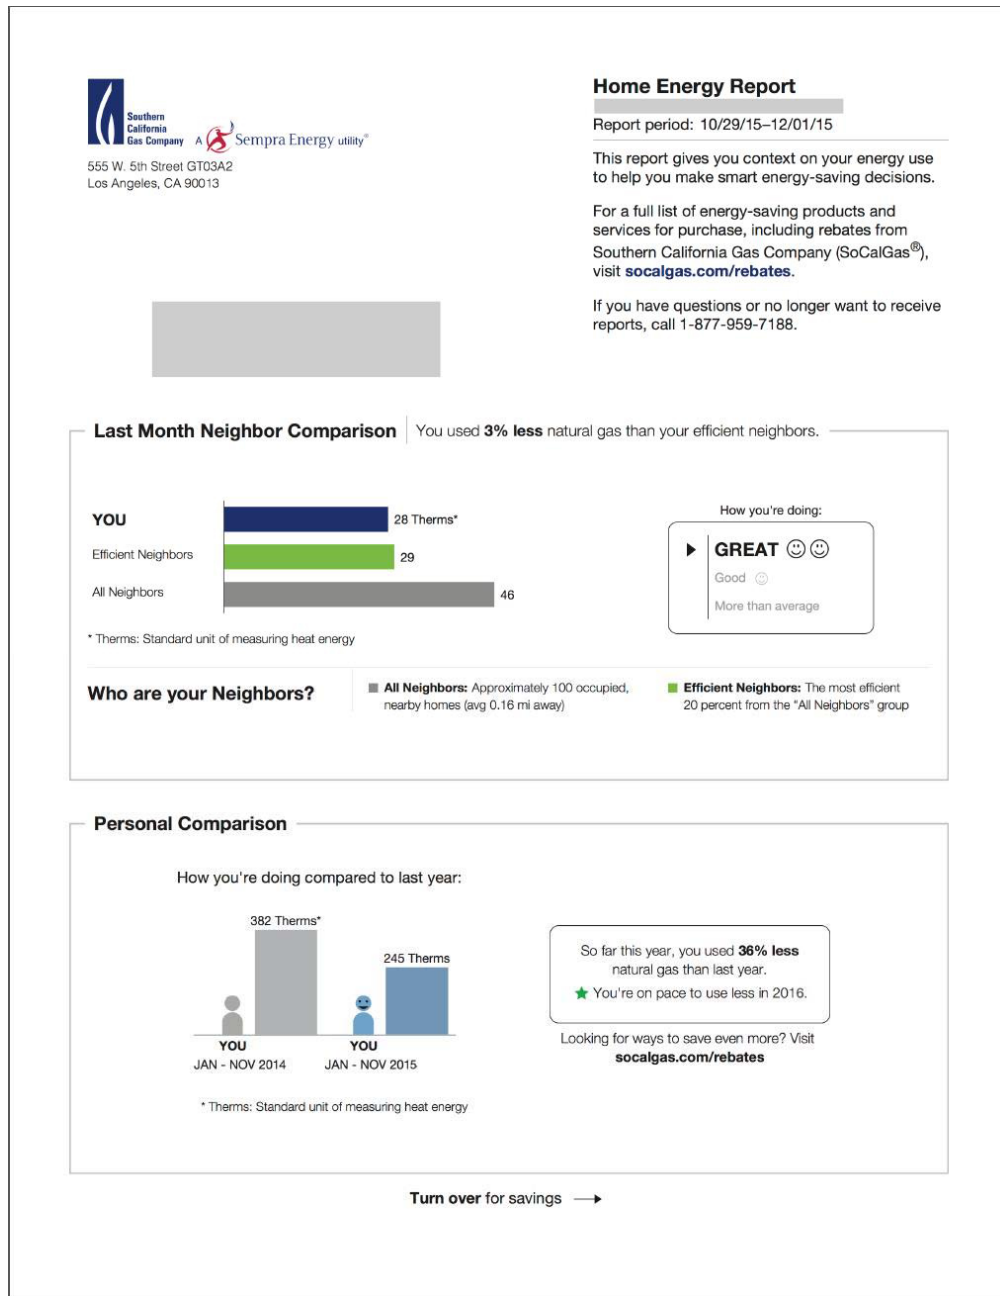 Southern
California
Gas Company A Sempra Energy utility®
555 W. 5th Street GT03A2
Los Angeles, CA 90013
Home Energy Report
Report period: 10/29/15–12/01/15
This report gives you context on your energy use
to help you make smart energy-saving decisions.
For a full list of energy-saving products and
services for purchase, including rebates from
Southern California Gas Company (SoCalGas®),
visit socalgas.com/rebates.
If you have questions or no longer want to receive
reports, call 1-877-959-7188.
Last Month Neighbor Comparison You used 3% less natural gas than your efficient neighbors.
YOU 28 Therms*
Efficient Neighbors 29
All Neighbors 46
* Therms: Standard unit of measuring heat energy
How you're doing:
GREAT
Good
More than average
Who are your Neighbors?
All Neighbors: Approximately 100 occupied,
nearby homes (avg 0.16 mi away)
Efficient Neighbors: The most efficient
20 percent from the "All Neighbors" group
Personal Comparison
How you're doing compared to last year:
382 Therms*
245 Therms
YOU YOU
JAN - NOV 2014 JAN - NOV 2015
* Therms: Standard unit of measuring heat energy
So far this year, you used 36% less
natural gas than last year.
You're on pace to use less in 2016.
Looking for ways to save even more? Visit
socalgas.com/rebates
Turn over for savings